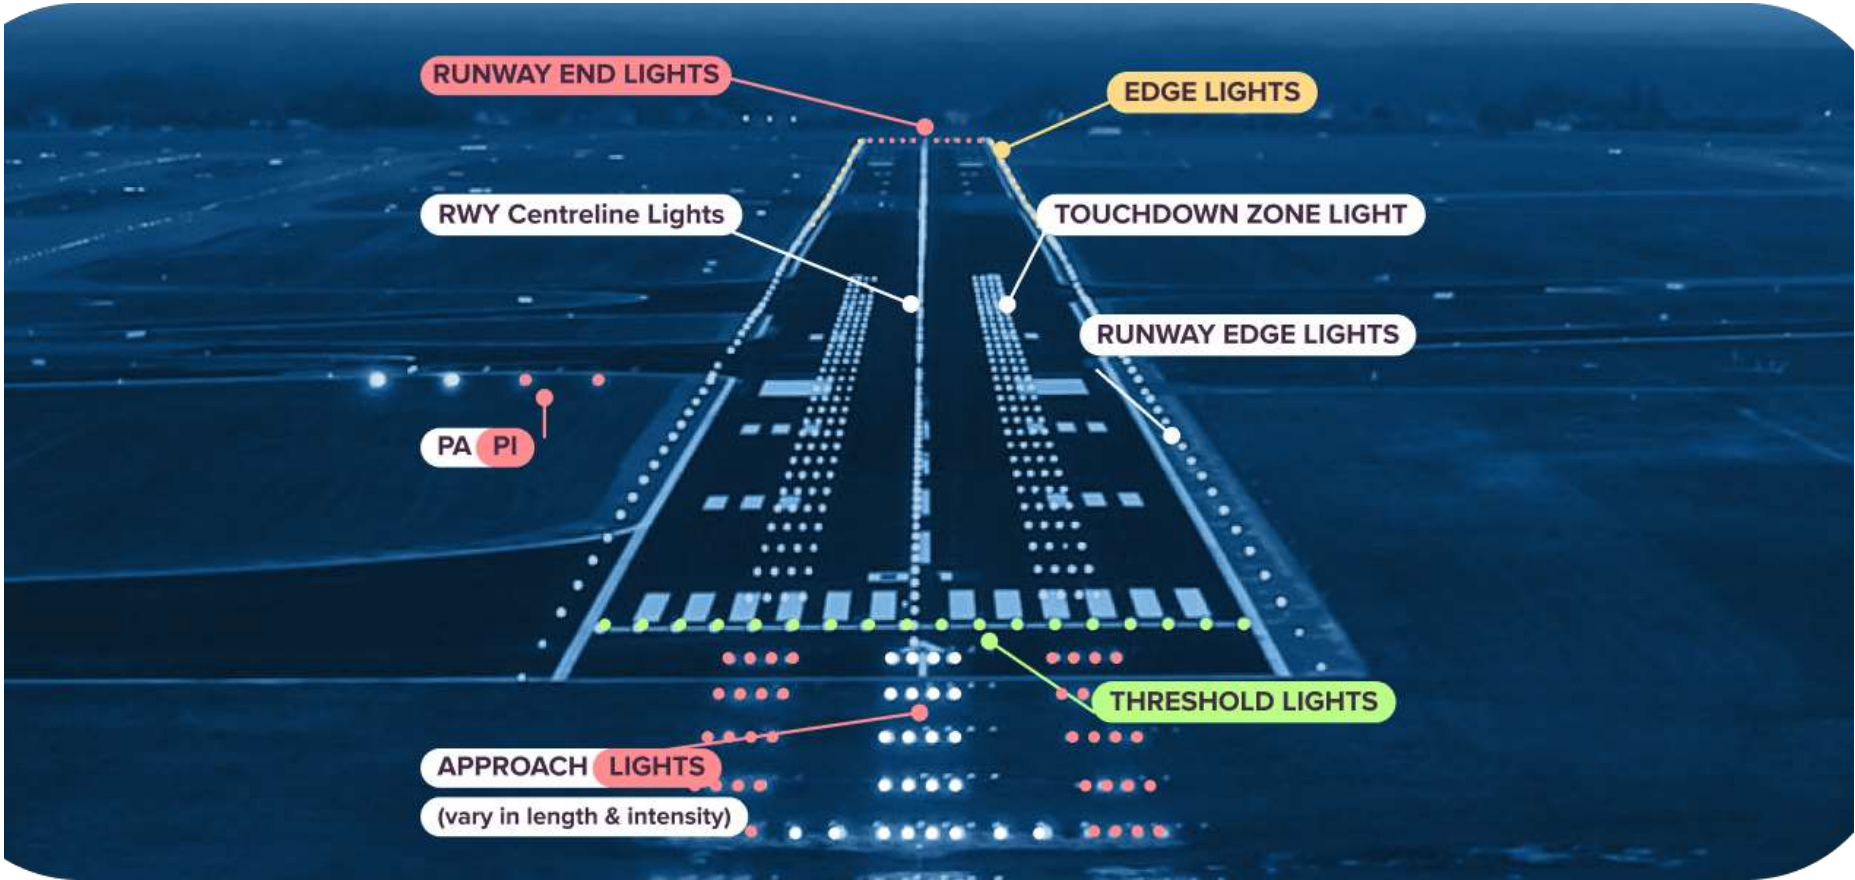 RUNWAY END LIGHTS
EDGE LIGHTS
RWY Centreline Lights
TOUCHDOWN ZONE LIGHT
RUNWAY EDGE LIGHTS
PA PI
THRESHOLD LIGHTS
APPROACH LIGHTS
(vary in length & intensity)